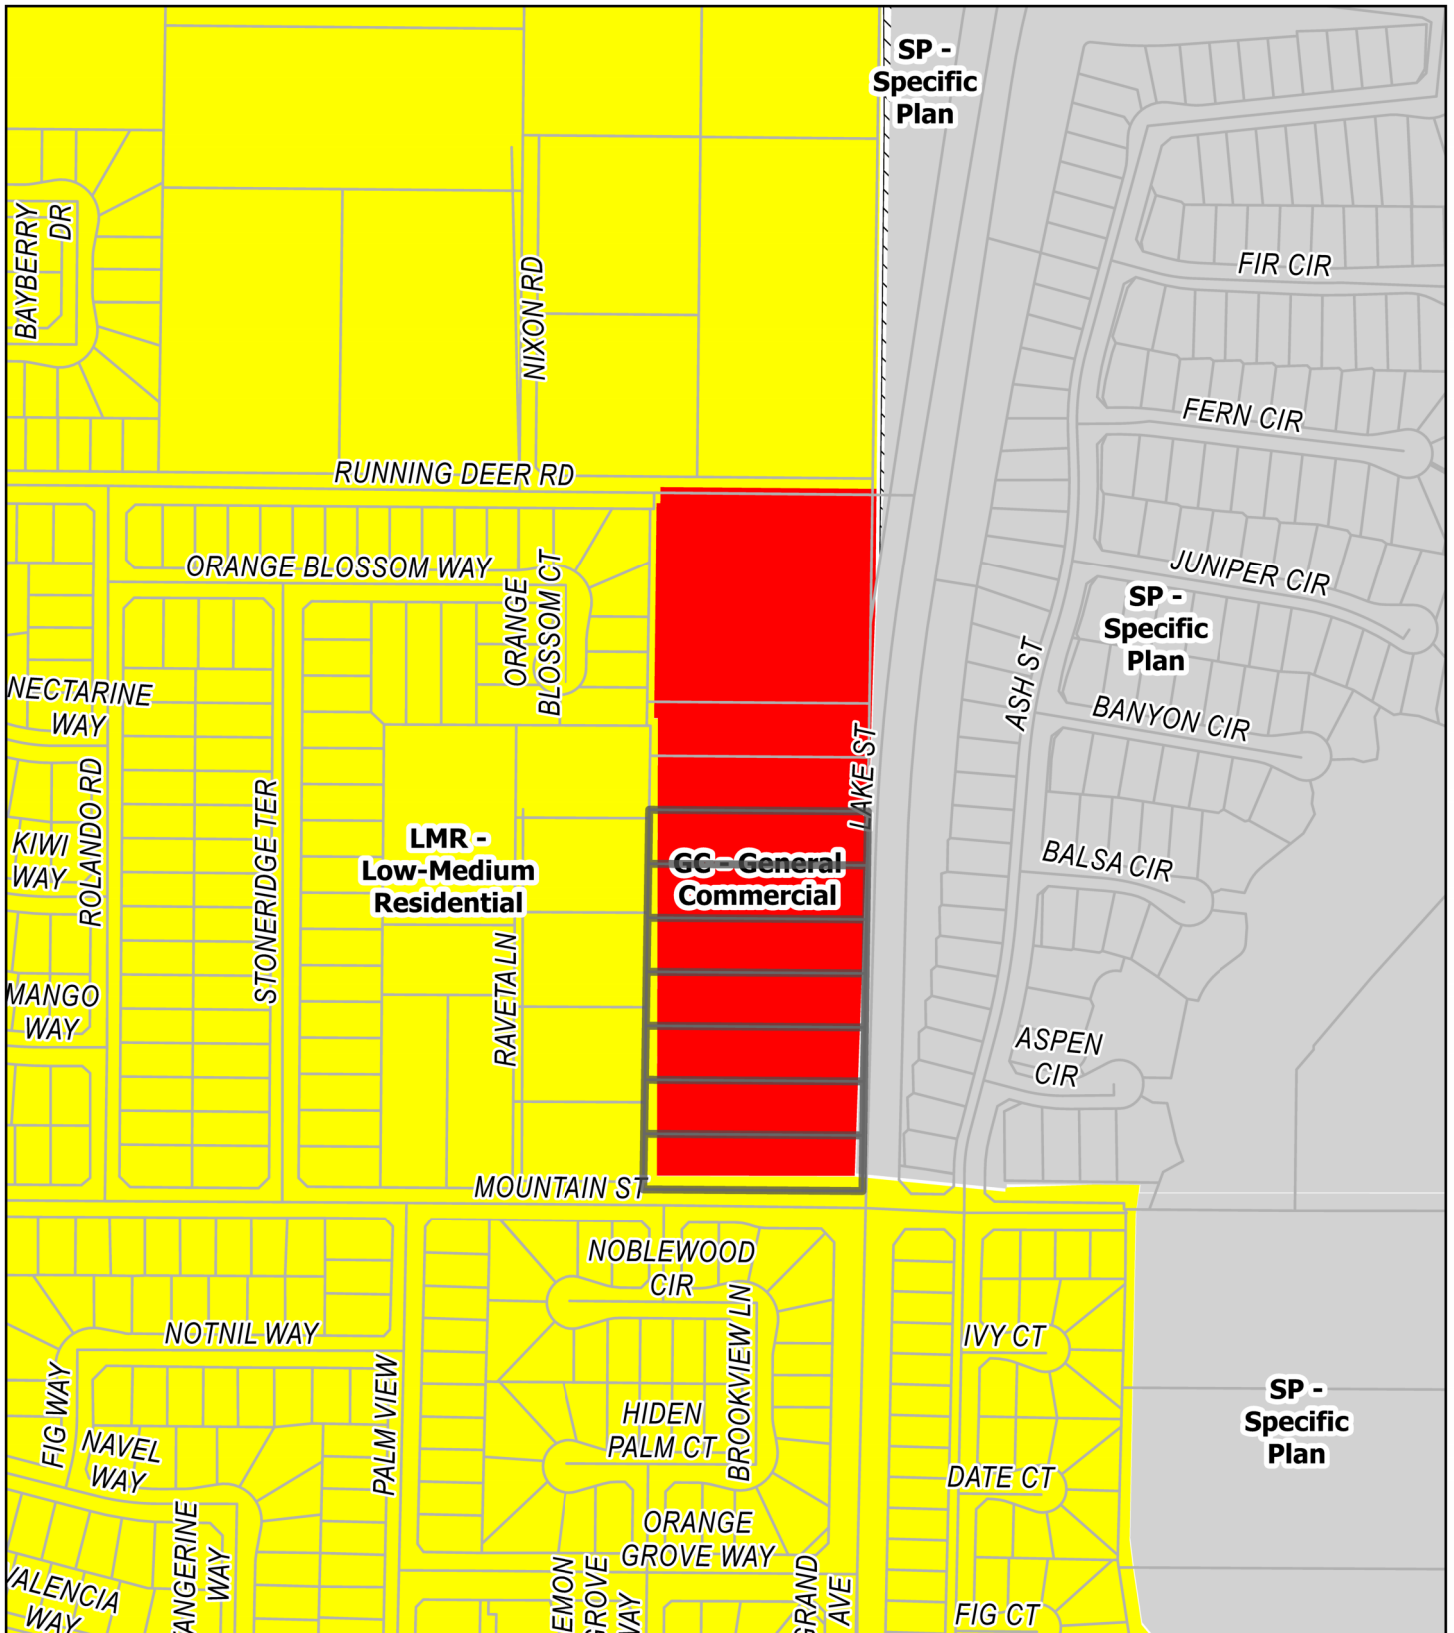 SP -
Specific
Plan
BAYBERRY
DR
NIXON RD
FIR CIR
FERN CIR
RUNNING DEER RD
ORANGE BLOSSOM WAY
ORANGE
BLOSSOM CT
JUNIPER CIR
SP -
Specific
Plan
ASH ST
NECTARINE
WAY
BANYON CIR
LAKE ST
ROLANDO RD
STONERIDGE TER
KIWI
WAY
LMR -
Low-Medium
Residential
GC - General
Commercial
BALSA CIR
RAVETA LN
MANGO
WAY
ASPEN
CIR
MOUNTAIN ST
NOBLEWOOD
CIR
BROOKVIEW LN
NOTNIL WAY
IVY CT
FIG WAY
PALM VIEW
SP -
Specific
Plan
HIDEN
PALM CT
NAVEL
WAY
DATE CT
ORANGE
GROVE WAY
TANGERINE
WAY
EMON
GROVE
WAY
GRAND
AVE
VALENCIA
WAY
FIG CT